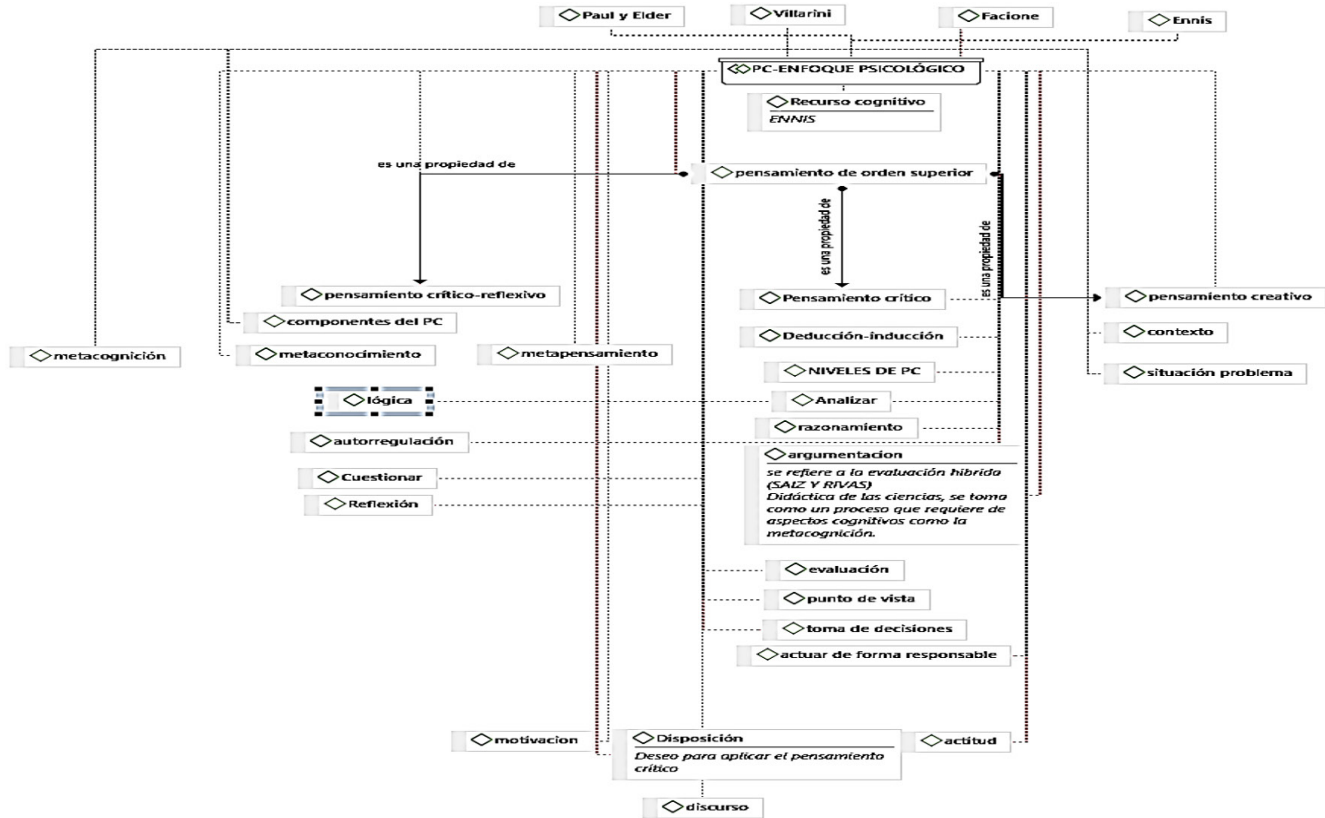 Paul y Elder
Villarini
Facione
Ennis
PC-ENFOQUE PSICOLÓGICO
Recurso cognitivo
ENNIS
es una propiedad de
pensamiento de orden superior
es una propiedad de
es una propiedad de
pensamiento crítico-reflexivo
Pensamiento crítico
pensamiento creativo
componentes del PC
Deducción-inducción
contexto
metacognición
metaconocimiento
metapensamiento
NIVELES DE PC
situación problema
lógica
Analizar
razonamiento
autorregulación
argumentacion
se refiere a la evaluación híbrida
(SAIZ Y RIVAS)
Didáctica de las ciencias, se toma
como un proceso que requiere de
aspectos cognitivos como la
metacognición.
Cuestionar
Reflexión
evaluación
punto de vista
toma de decisiones
actuar de forma responsable
motivacion
Disposición
Deseo para aplicar el pensamiento
crítico
actitud
discurso